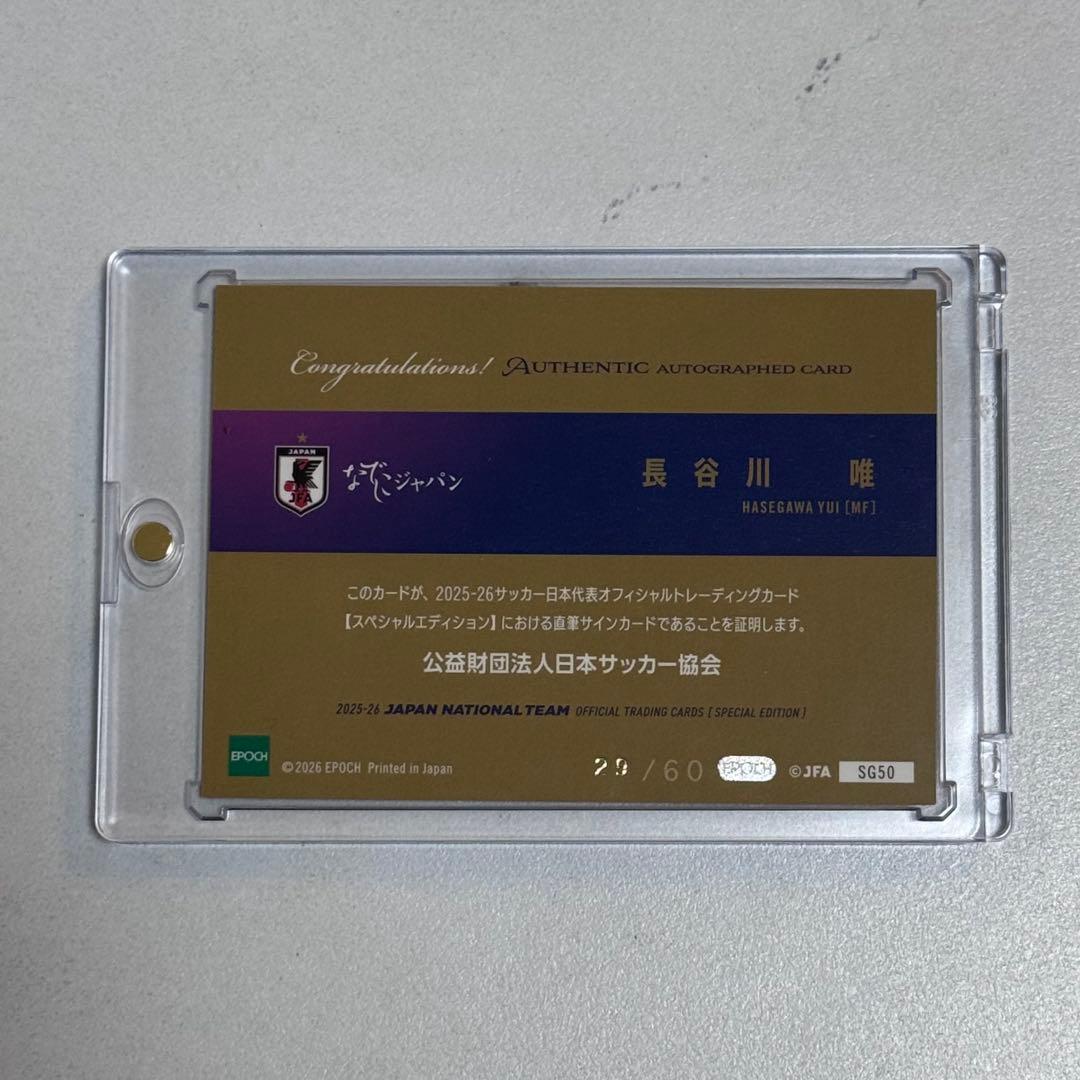 Congratulations! AUTHENTIC AUTOGRAPHED CARD
JAPAN
JFA
なでしこジャパン
長谷川 唯
HASEGAWA YUI [MF]
このカードが、2025-26サッカー日本代表オフィシャルトレーディングカード
【スペシャルエディション】における直筆サインカードであることを証明します。
公益財団法人日本サッカー協会
2025-26 JAPAN NATIONAL TEAM OFFICIAL TRADING CARDS [SPECIAL EDITION]
EPOCH
©2026 EPOCH Printed in Japan
29/60
EPOCH
©JFA
SG50